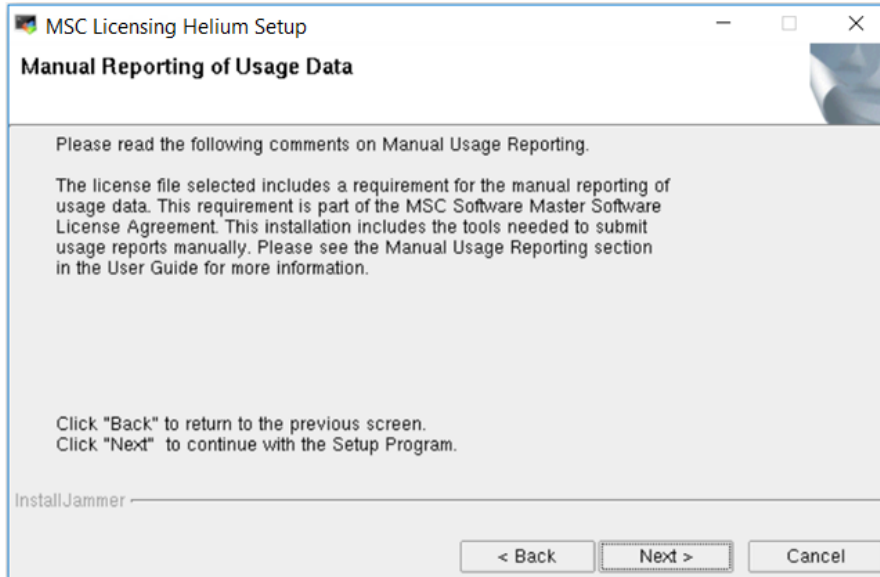 MSC Licensing Helium Setup
Manual Reporting of Usage Data
Please read the following comments on Manual Usage Reporting.
The license file selected includes a requirement for the manual reporting of
usage data. This requirement is part of the MSC Software Master Software
License Agreement. This installation includes the tools needed to submit
usage reports manually. Please see the Manual Usage Reporting section
in the User Guide for more information.
Click "Back" to return to the previous screen.
Click "Next"  to continue with the Setup Program.
InstallJammer
< Back Next > Cancel